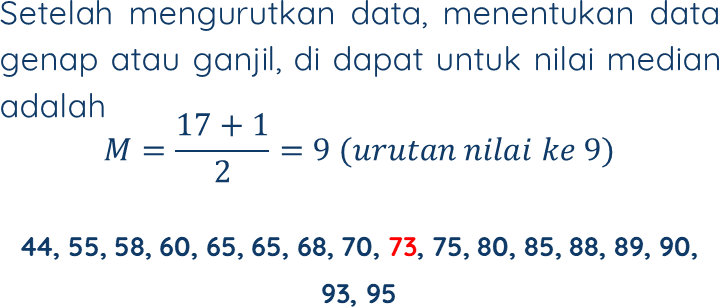 Setelah mengurutkan data, menentukan data
genap atau ganjil, di dapat untuk nilai median
adalah
M = \frac{17 + 1}{2} = 9 (urutan nilai ke 9)
44, 55, 58, 60, 65, 65, 68, 70, 73, 75, 80, 85, 88, 89, 90,
93, 95